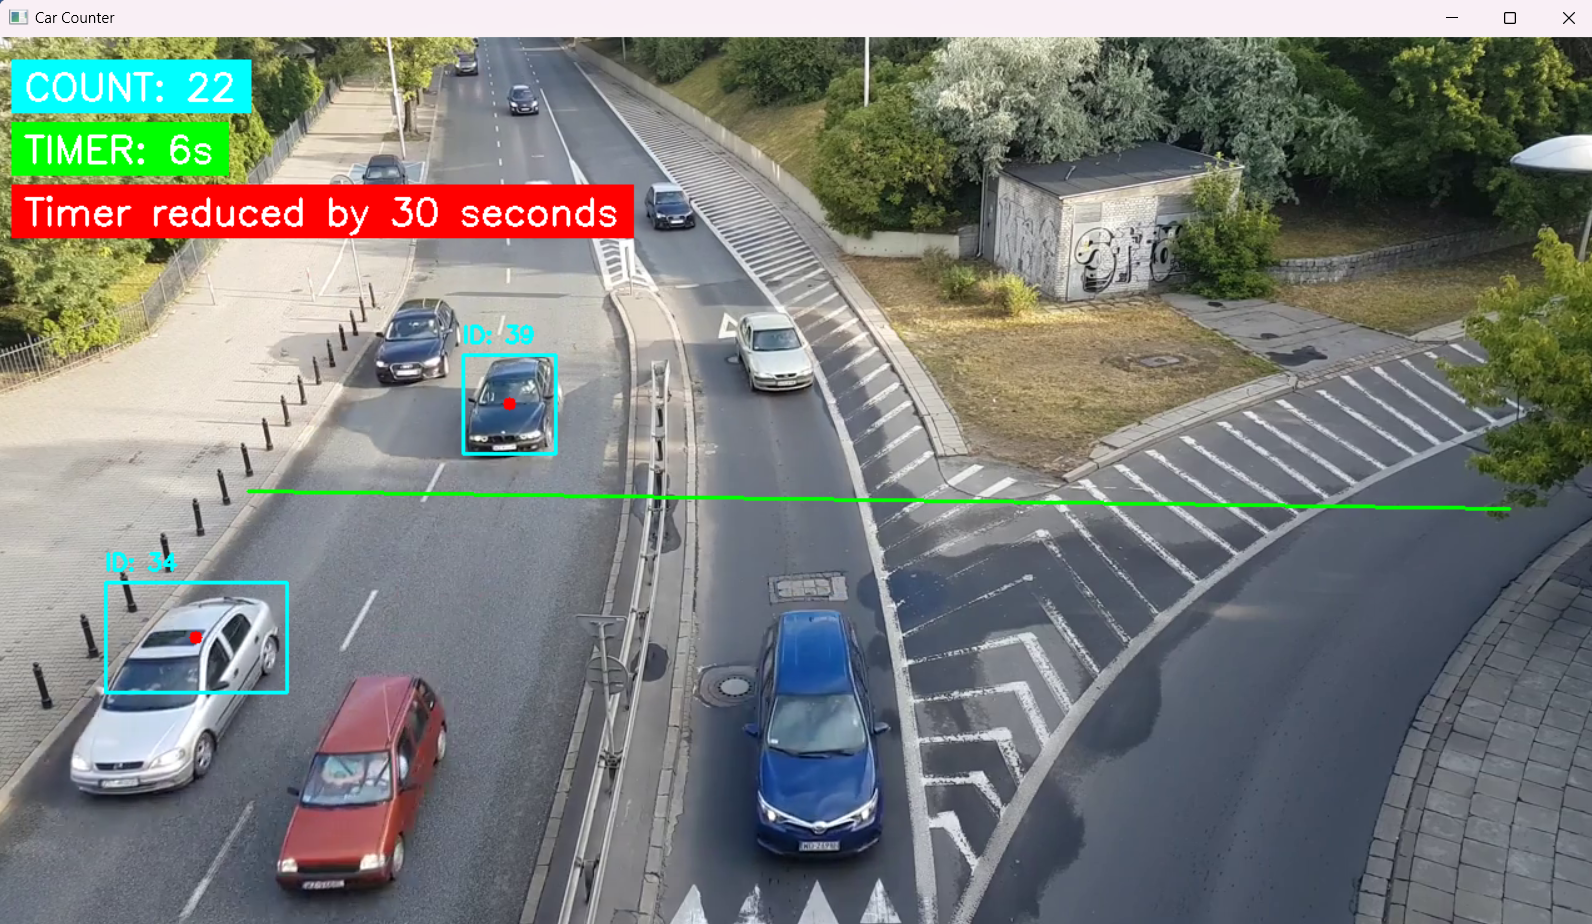 Car Counter
COUNT: 22
TIMER: 6s
Timer reduced by 30 seconds
ID: 39
ID: 34